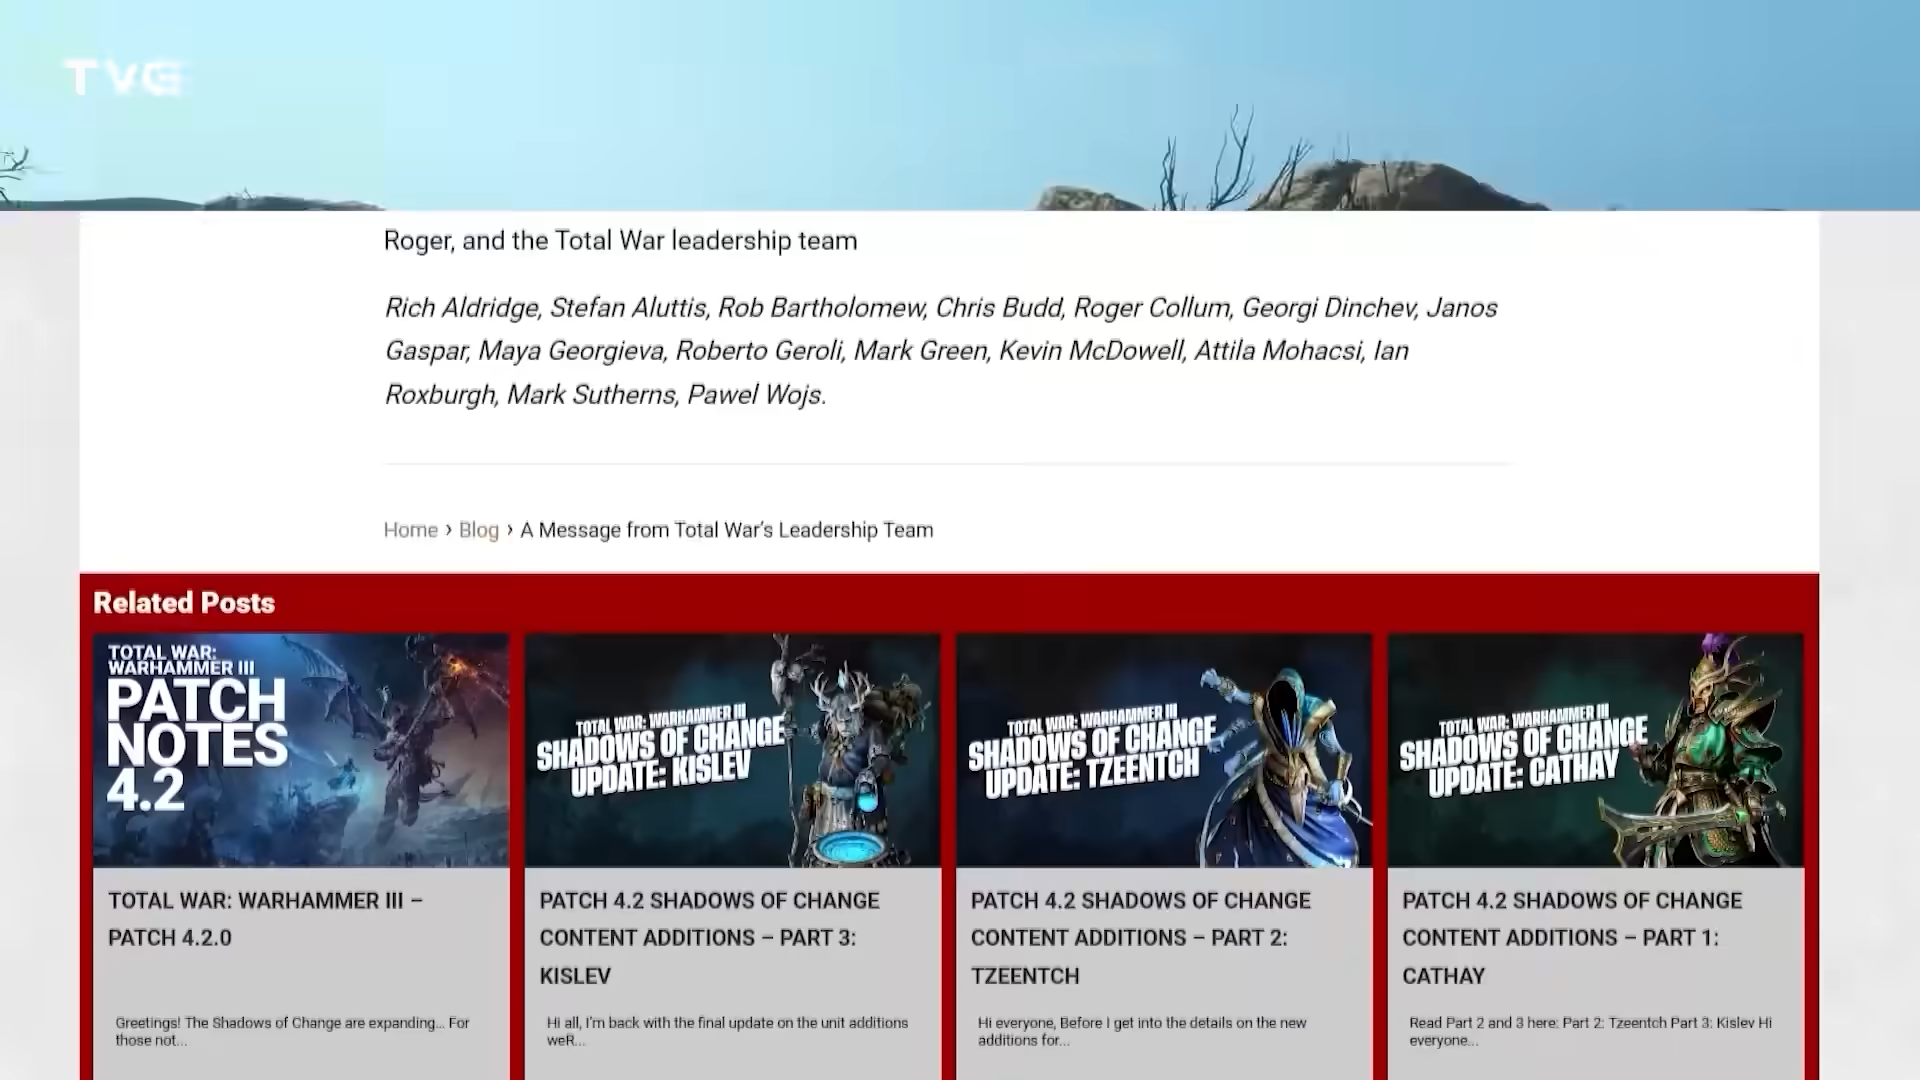 TVG
Roger, and the Total War leadership team
Rich Aldridge, Stefan Aluttis, Rob Bartholomew, Chris Budd, Roger Collum, Georgi Dinchev, Janos
Gaspar, Maya Georgieva, Roberto Geroli, Mark Green, Kevin McDowell, Attila Mohacsi, Ian
Roxburgh, Mark Sutherns, Pawel Wojs.
Home › Blog › A Message from Total War’s Leadership Team
Related Posts
TOTAL WAR:
WARHAMMER III
PATCH
NOTES
4.2
TOTAL WAR: WARHAMMER III
SHADOWS OF CHANGE
UPDATE: KISLEV
TOTAL WAR: WARHAMMER III
SHADOWS OF CHANGE
UPDATE: TZEENTCH
TOTAL WAR: WARHAMMER III
SHADOWS OF CHANGE
UPDATE: CATHAY
TOTAL WAR: WARHAMMER III –
PATCH 4.2.0
Greetings! The Shadows of Change are expanding... For
those not...
PATCH 4.2 SHADOWS OF CHANGE
CONTENT ADDITIONS – PART 3:
KISLEV
Hi all, I’m back with the final update on the unit additions
weR...
PATCH 4.2 SHADOWS OF CHANGE
CONTENT ADDITIONS – PART 2:
TZEENTCH
Hi everyone, Before I get into the details on the new
additions for...
PATCH 4.2 SHADOWS OF CHANGE
CONTENT ADDITIONS – PART 1:
CATHAY
Read Part 2 and 3 here: Part 2: Tzeentch Part 3: Kislev Hi
everyone...